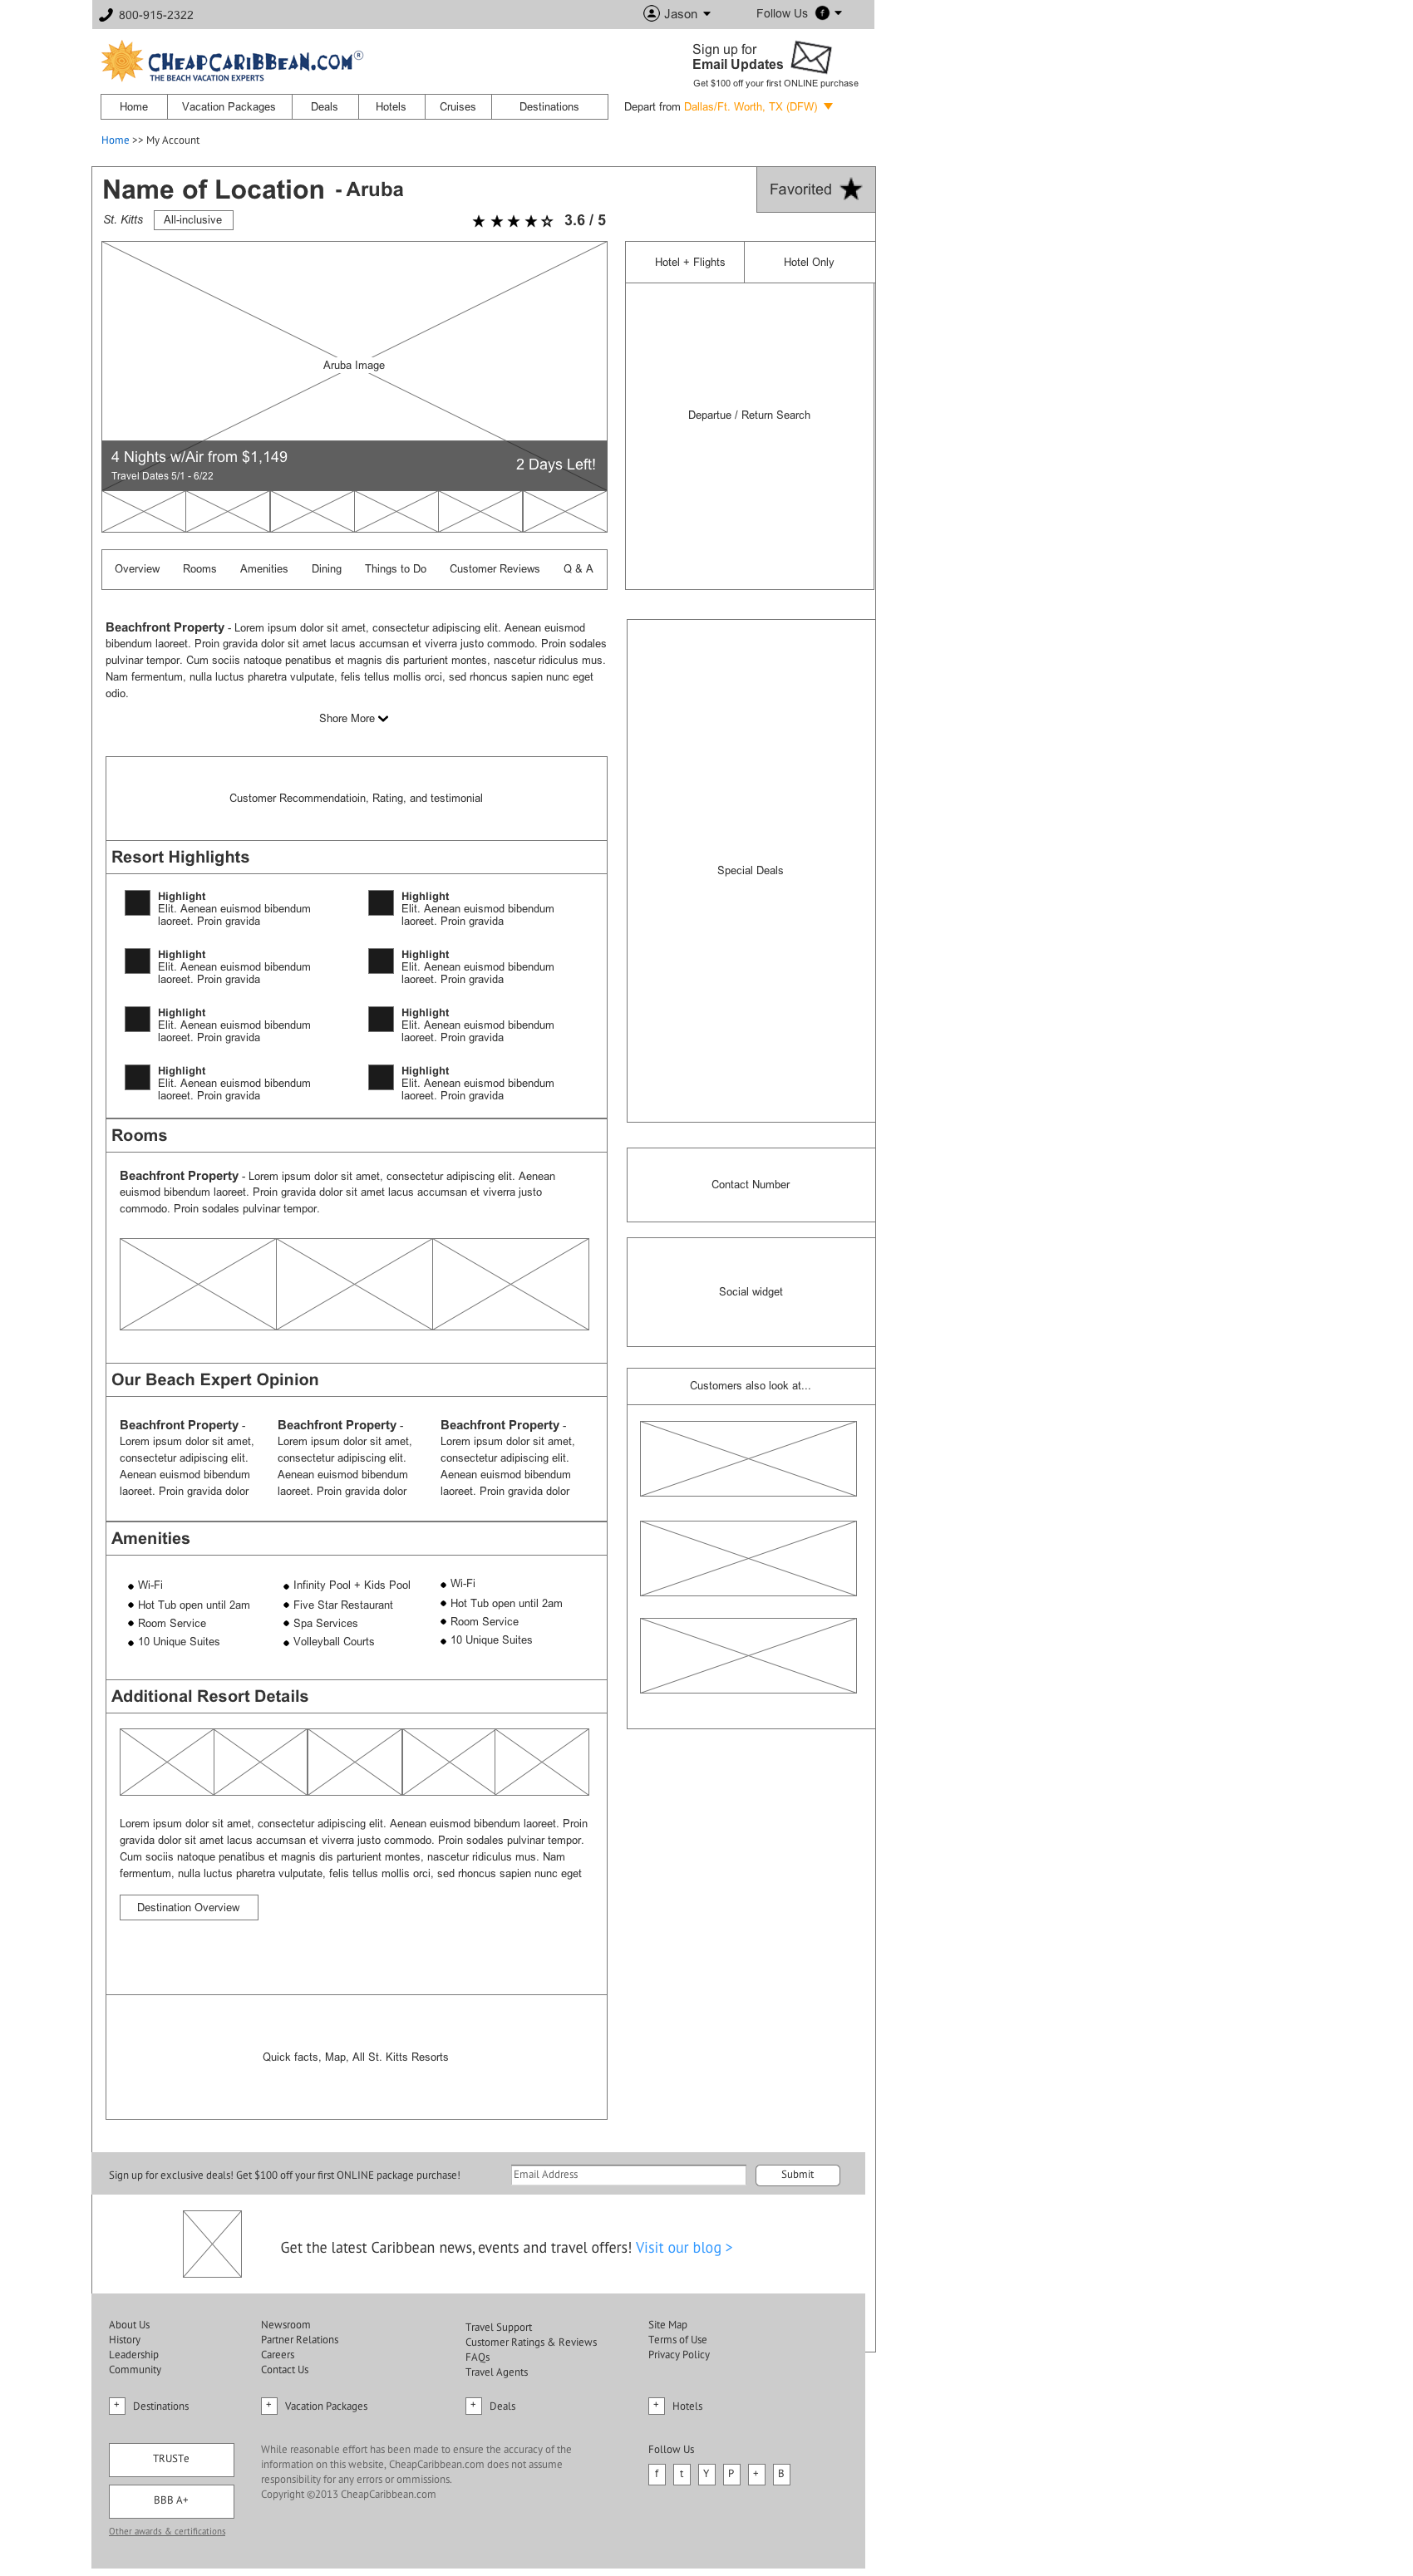 800-915-2322
Jason
Follow Us
CHEAPCARIBBEAN.COM®
THE BEACH VACATION EXPERTS
Sign up for
Email Updates
Get $100 off your first ONLINE purchase
Home Vacation Packages Deals Hotels Cruises Destinations
Depart from Dallas/Ft. Worth, TX (DFW)
Home >> My Account
Name of Location - Aruba
Favorited
St. Kitts All-inclusive
3.6 / 5
Hotel + Flights Hotel Only
Aruba Image
Departue / Return Search
4 Nights w/Air from $1,149
Travel Dates 5/1 - 6/22
2 Days Left!
Overview Rooms Amenities Dining Things to Do Customer Reviews Q & A
Beachfront Property - Lorem ipsum dolor sit amet, consectetur adipiscing elit. Aenean euismod
bibendum laoreet. Proin gravida dolor sit amet lacus accumsan et viverra justo commodo. Proin sodales
pulvinar tempor. Cum sociis natoque penatibus et magnis dis parturient montes, nascetur ridiculus mus.
Nam fermentum, nulla luctus pharetra vulputate, felis tellus mollis orci, sed rhoncus sapien nunc eget
odio.
Shore More
Customer Recommendatioin, Rating, and testimonial
Special Deals
Resort Highlights
Highlight
Elit. Aenean euismod bibendum
laoreet. Proin gravida
Highlight
Elit. Aenean euismod bibendum
laoreet. Proin gravida
Highlight
Elit. Aenean euismod bibendum
laoreet. Proin gravida
Highlight
Elit. Aenean euismod bibendum
laoreet. Proin gravida
Highlight
Elit. Aenean euismod bibendum
laoreet. Proin gravida
Highlight
Elit. Aenean euismod bibendum
laoreet. Proin gravida
Highlight
Elit. Aenean euismod bibendum
laoreet. Proin gravida
Highlight
Elit. Aenean euismod bibendum
laoreet. Proin gravida
Rooms
Beachfront Property - Lorem ipsum dolor sit amet, consectetur adipiscing elit. Aenean
euismod bibendum laoreet. Proin gravida dolor sit amet lacus accumsan et viverra justo
commodo. Proin sodales pulvinar tempor.
Contact Number
Social widget
Our Beach Expert Opinion
Customers also look at...
Beachfront Property -
Lorem ipsum dolor sit amet,
consectetur adipiscing elit.
Aenean euismod bibendum
laoreet. Proin gravida dolor
Beachfront Property -
Lorem ipsum dolor sit amet,
consectetur adipiscing elit.
Aenean euismod bibendum
laoreet. Proin gravida dolor
Beachfront Property -
Lorem ipsum dolor sit amet,
consectetur adipiscing elit.
Aenean euismod bibendum
laoreet. Proin gravida dolor
Amenities
Wi-Fi
Hot Tub open until 2am
Room Service
10 Unique Suites
Infinity Pool + Kids Pool
Five Star Restaurant
Spa Services
Volleyball Courts
Wi-Fi
Hot Tub open until 2am
Room Service
10 Unique Suites
Additional Resort Details
Lorem ipsum dolor sit amet, consectetur adipiscing elit. Aenean euismod bibendum laoreet. Proin
gravida dolor sit amet lacus accumsan et viverra justo commodo. Proin sodales pulvinar tempor.
Cum sociis natoque penatibus et magnis dis parturient montes, nascetur ridiculus mus. Nam
fermentum, nulla luctus pharetra vulputate, felis tellus mollis orci, sed rhoncus sapien nunc eget
Destination Overview
Quick facts, Map, All St. Kitts Resorts
Sign up for exclusive deals! Get $100 off your first ONLINE package purchase!
Email Address
Submit
Get the latest Caribbean news, events and travel offers! Visit our blog >
About Us
History
Leadership
Community
Newsroom
Partner Relations
Careers
Contact Us
Travel Support
Customer Ratings & Reviews
FAQs
Travel Agents
Site Map
Terms of Use
Privacy Policy
+ Destinations
+ Vacation Packages
+ Deals
+ Hotels
TRUSTe
BBB A+
Other awards & certifications
While reasonable effort has been made to ensure the accuracy of the
information on this website, CheapCaribbean.com does not assume
responsibility for any errors or ommissions.
Copyright ©2013 CheapCaribbean.com
Follow Us
f t Y P + B